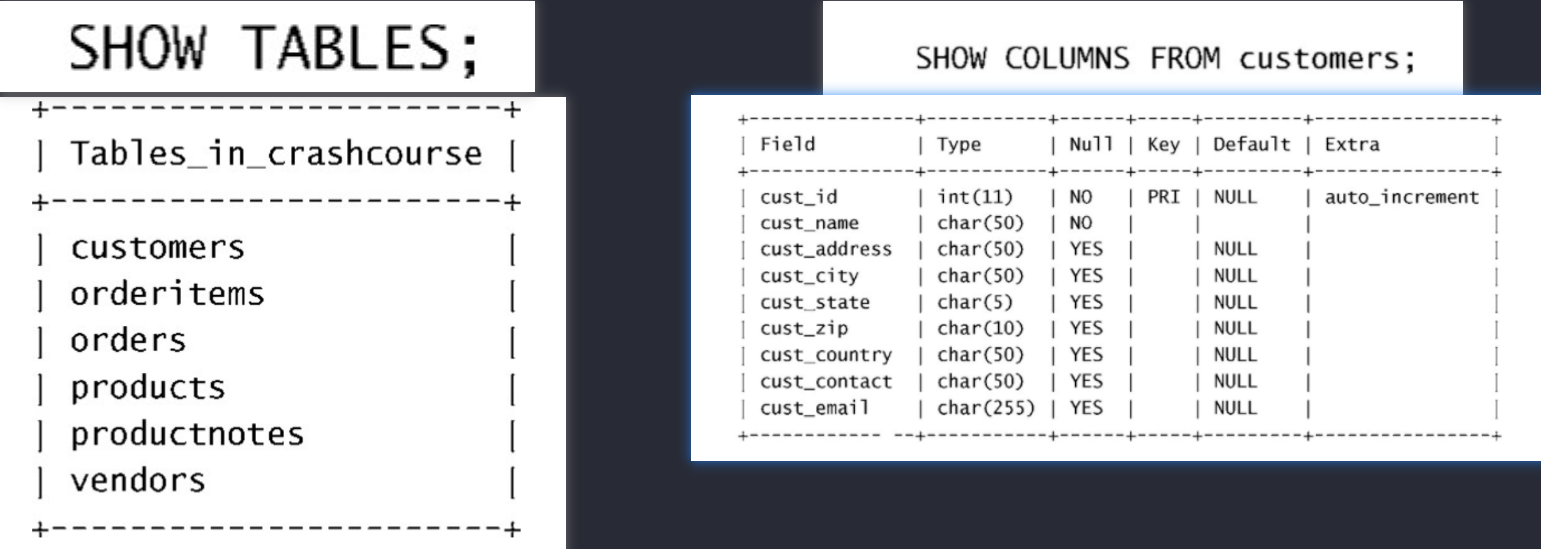 SHOW TABLES;
+-----------------------+
| Tables_in_crashcourse |
+-----------------------+
| customers             |
| orderitems            |
| orders                |
| products              |
| productnotes          |
| vendors               |
+-----------------------+
SHOW COLUMNS FROM customers;
+--------------+-----------+------+-----+---------+----------------+
| Field        | Type      | Null | Key | Default | Extra          |
+--------------+-----------+------+-----+---------+----------------+
| cust_id      | int(11)   | NO   | PRI | NULL    | auto_increment |
| cust_name    | char(50)  | NO   |     |         |                |
| cust_address | char(50)  | YES  |     | NULL    |                |
| cust_city    | char(50)  | YES  |     | NULL    |                |
| cust_state   | char(5)   | YES  |     | NULL    |                |
| cust_zip     | char(10)  | YES  |     | NULL    |                |
| cust_country | char(50)  | YES  |     | NULL    |                |
| cust_contact | char(50)  | YES  |     | NULL    |                |
| cust_email   | char(255) | YES  |     | NULL    |                |
+------------ --+-----------+------+-----+---------+----------------+